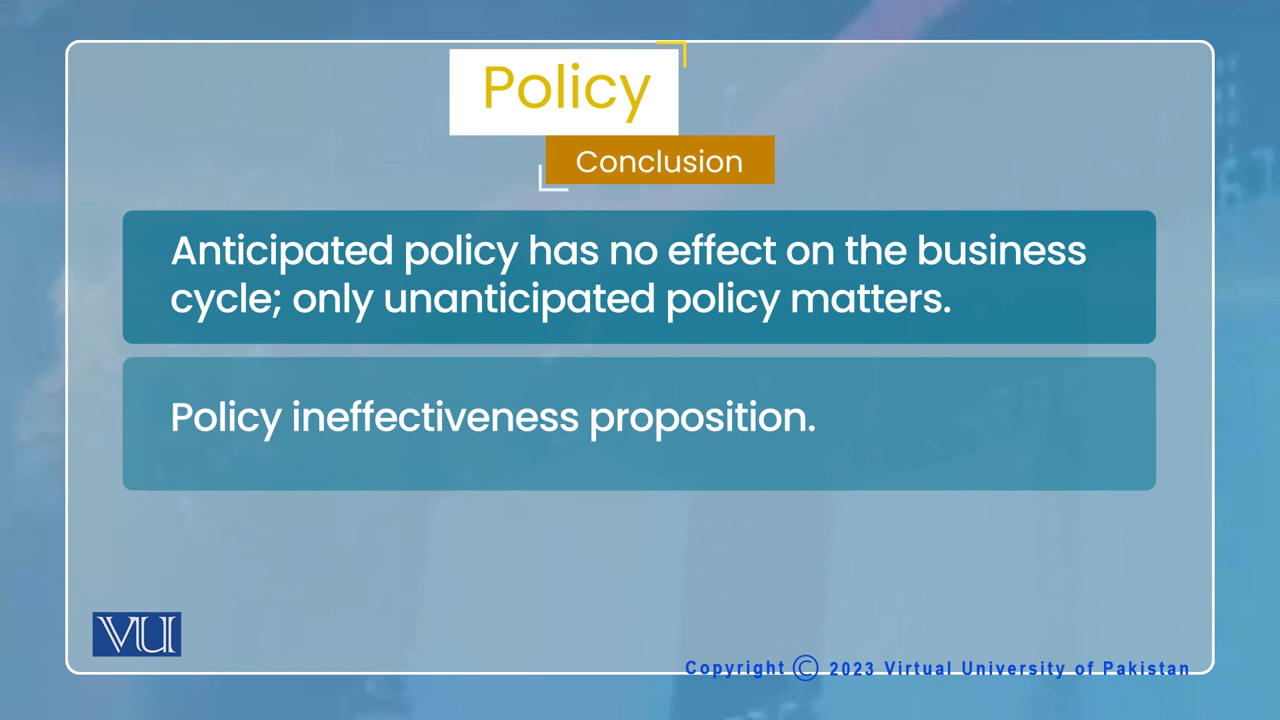 Policy
Conclusion
Anticipated policy has no effect on the business
cycle; only unanticipated policy matters.
Policy ineffectiveness proposition.
VU
Copyright © 2023 Virtual University of Pakistan